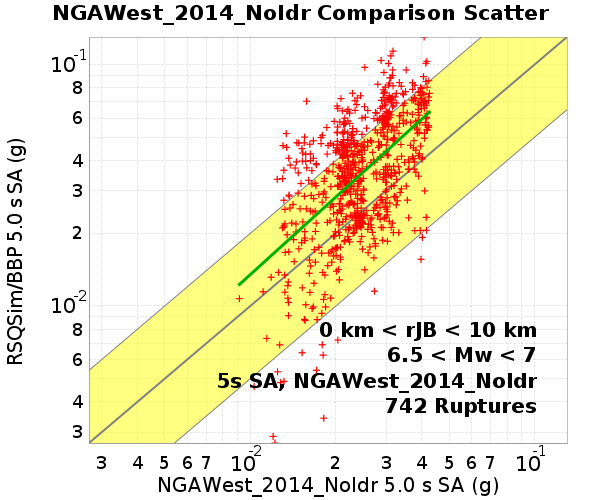 NGAWest_2014_NoIdr Comparison Scatter
RSQSim/BBP 5.0 s SA (g)
10-1
8
6
4
3
2
10-2
8
6
4
3
0 km < rJB < 10 km
6.5 < Mw < 7
5s SA, NGAWest_2014_NoIdr
742 Ruptures
3 4 5 6 7 10-2 2 3 4 5 6 7 10-1
NGAWest_2014_NoIdr 5.0 s SA (g)